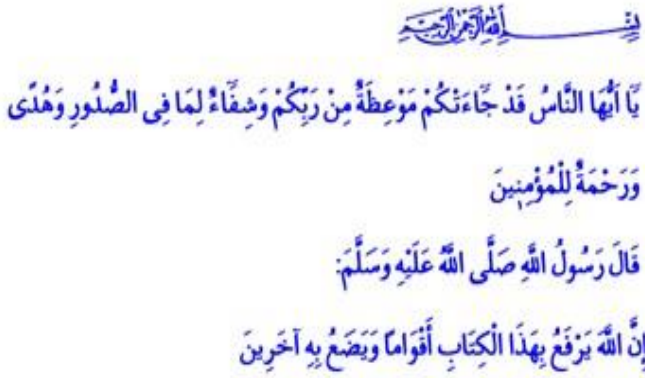 بِسْمِ اللهِ الرَّحْمٰنِ الرَّحِيمِ
يَٓا اَيُّهَا النَّاسُ قَدْ جَٓاءَتْكُمْ مَوْعِظَةٌ مِنْ رَبِّكُمْ وَشِفَٓاءٌ لِمَا فِى الصُّدُورِ وَهُدًى
وَرَحْمَةٌ لِلْمُؤْمِنِينَ
قَالَ رَسُولُ اللَّهِ صَلَّى اللَّهُ عَلَيْهِ وَسَلَّمَ:
إِنَّ اللَّهَ يَرْفَعُ بِهَذَا الْكِتَابِ أَقْوَامًا وَيَضَعُ بِهِ آخَرِينَ